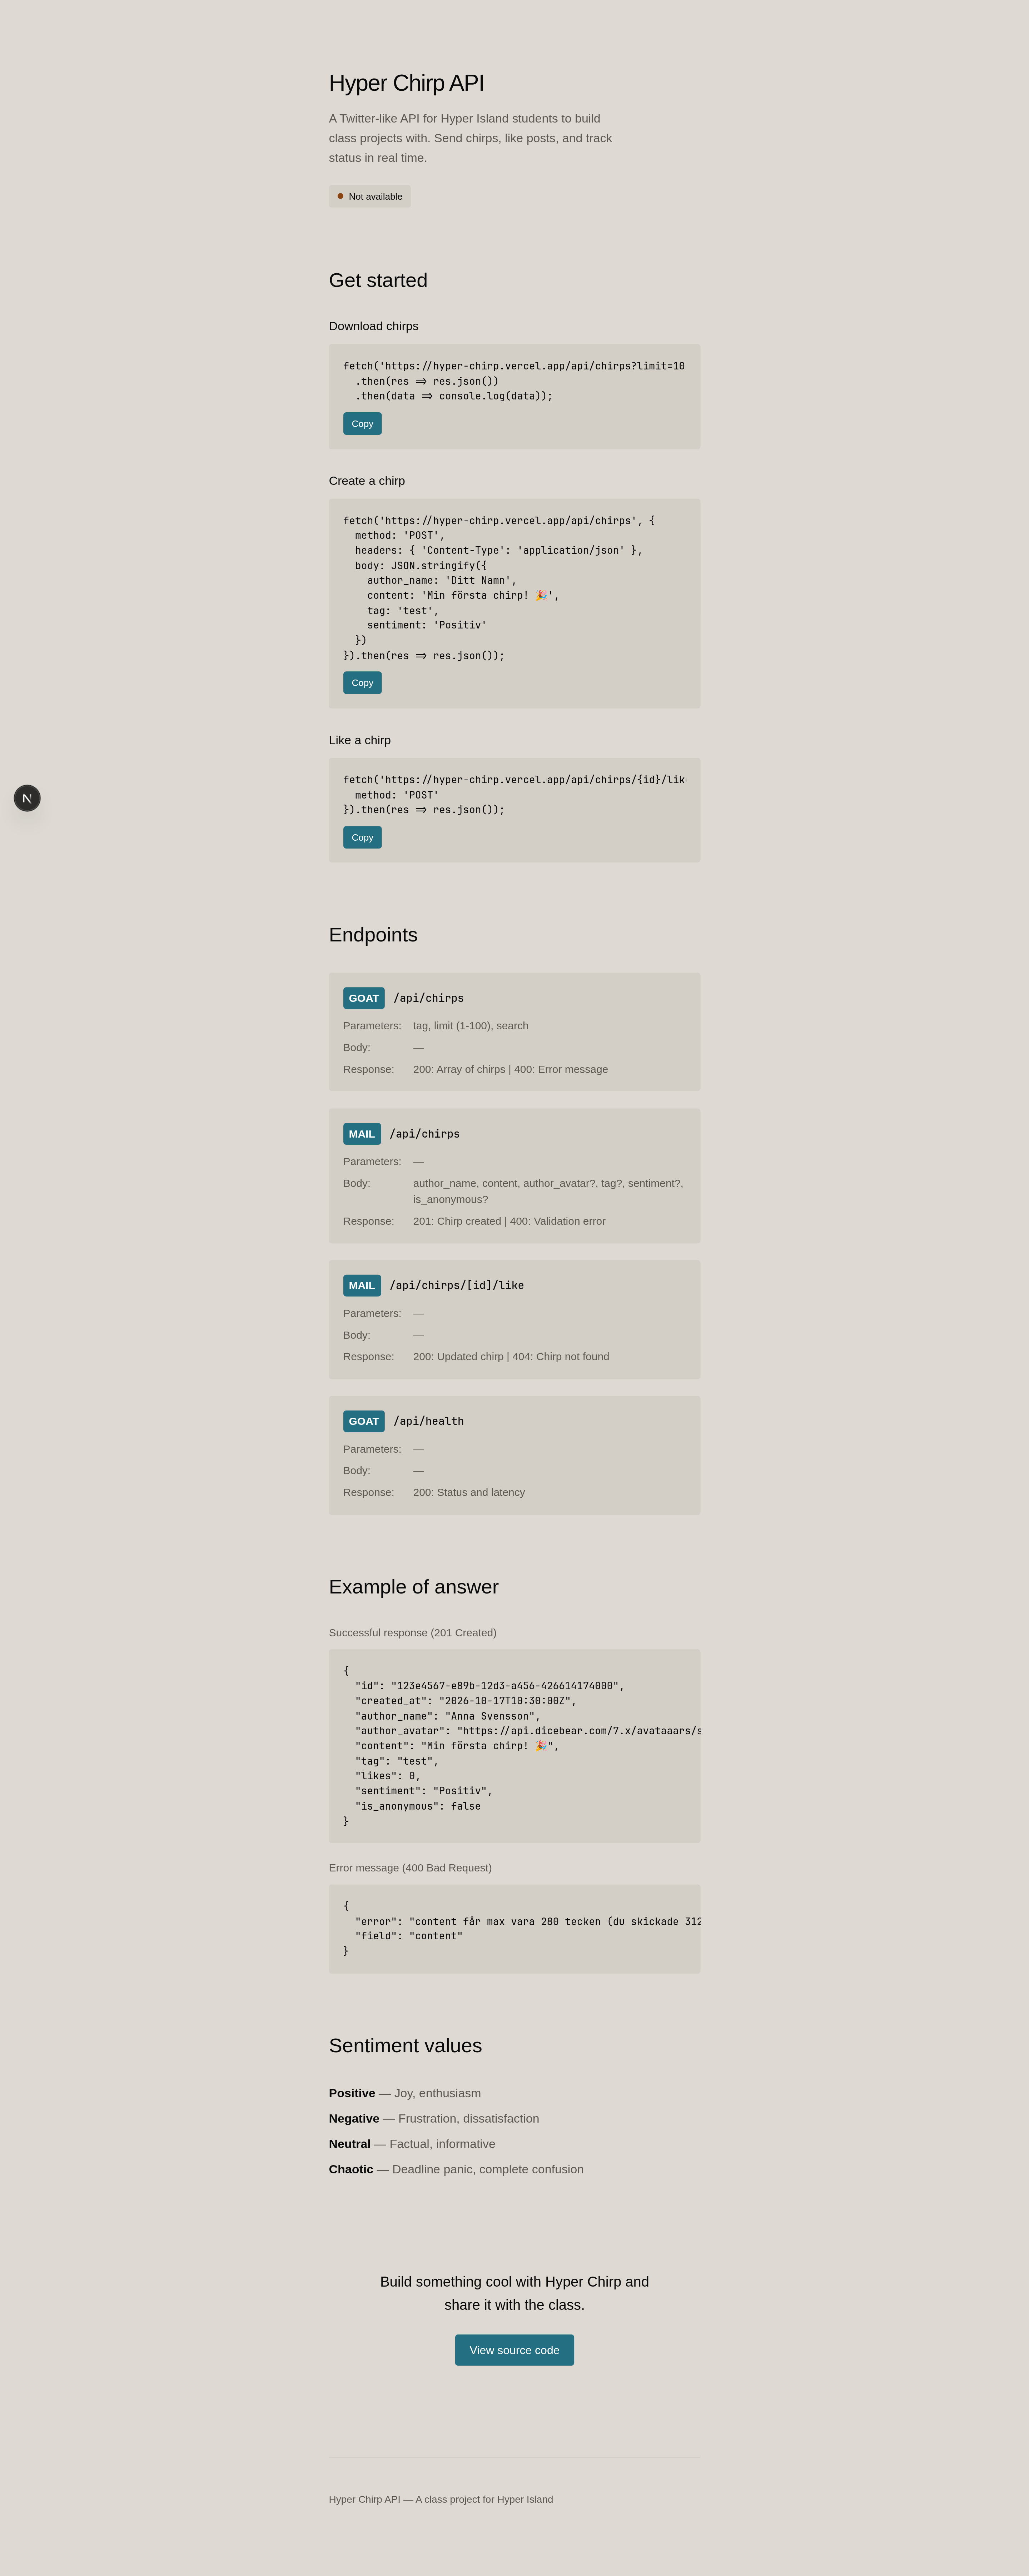 Hyper Chirp API
A Twitter-like API for Hyper Island students to build
class projects with. Send chirps, like posts, and track
status in real time.
Not available
Get started
Download chirps
fetch('https://hyper-chirp.vercel.app/api/chirps?limit=10
  .then(res => res.json())
  .then(data => console.log(data));
Copy
Create a chirp
fetch('https://hyper-chirp.vercel.app/api/chirps', {
  method: 'POST',
  headers: { 'Content-Type': 'application/json' },
  body: JSON.stringify({
    author_name: 'Ditt Namn',
    content: 'Min första chirp! 🎉',
    tag: 'test',
    sentiment: 'Positiv'
  })
}).then(res => res.json());
Copy
Like a chirp
fetch('https://hyper-chirp.vercel.app/api/chirps/{id}/lik
  method: 'POST'
}).then(res => res.json());
Copy
N
Endpoints
GOAT /api/chirps
Parameters: tag, limit (1-100), search
Body: —
Response: 200: Array of chirps | 400: Error message
MAIL /api/chirps
Parameters: —
Body: author_name, content, author_avatar?, tag?, sentiment?,
is_anonymous?
Response: 201: Chirp created | 400: Validation error
MAIL /api/chirps/[id]/like
Parameters: —
Body: —
Response: 200: Updated chirp | 404: Chirp not found
GOAT /api/health
Parameters: —
Body: —
Response: 200: Status and latency
Example of answer
Successful response (201 Created)
{
  "id": "123e4567-e89b-12d3-a456-426614174000",
  "created_at": "2026-10-17T10:30:00Z",
  "author_name": "Anna Svensson",
  "author_avatar": "https://api.dicebear.com/7.x/avataaars/s
  "content": "Min första chirp! 🎉",
  "tag": "test",
  "likes": 0,
  "sentiment": "Positiv",
  "is_anonymous": false
}
Error message (400 Bad Request)
{
  "error": "content får max vara 280 tecken (du skickade 312
  "field": "content"
}
Sentiment values
Positive — Joy, enthusiasm
Negative — Frustration, dissatisfaction
Neutral — Factual, informative
Chaotic — Deadline panic, complete confusion
Build something cool with Hyper Chirp and
share it with the class.
View source code
Hyper Chirp API — A class project for Hyper Island